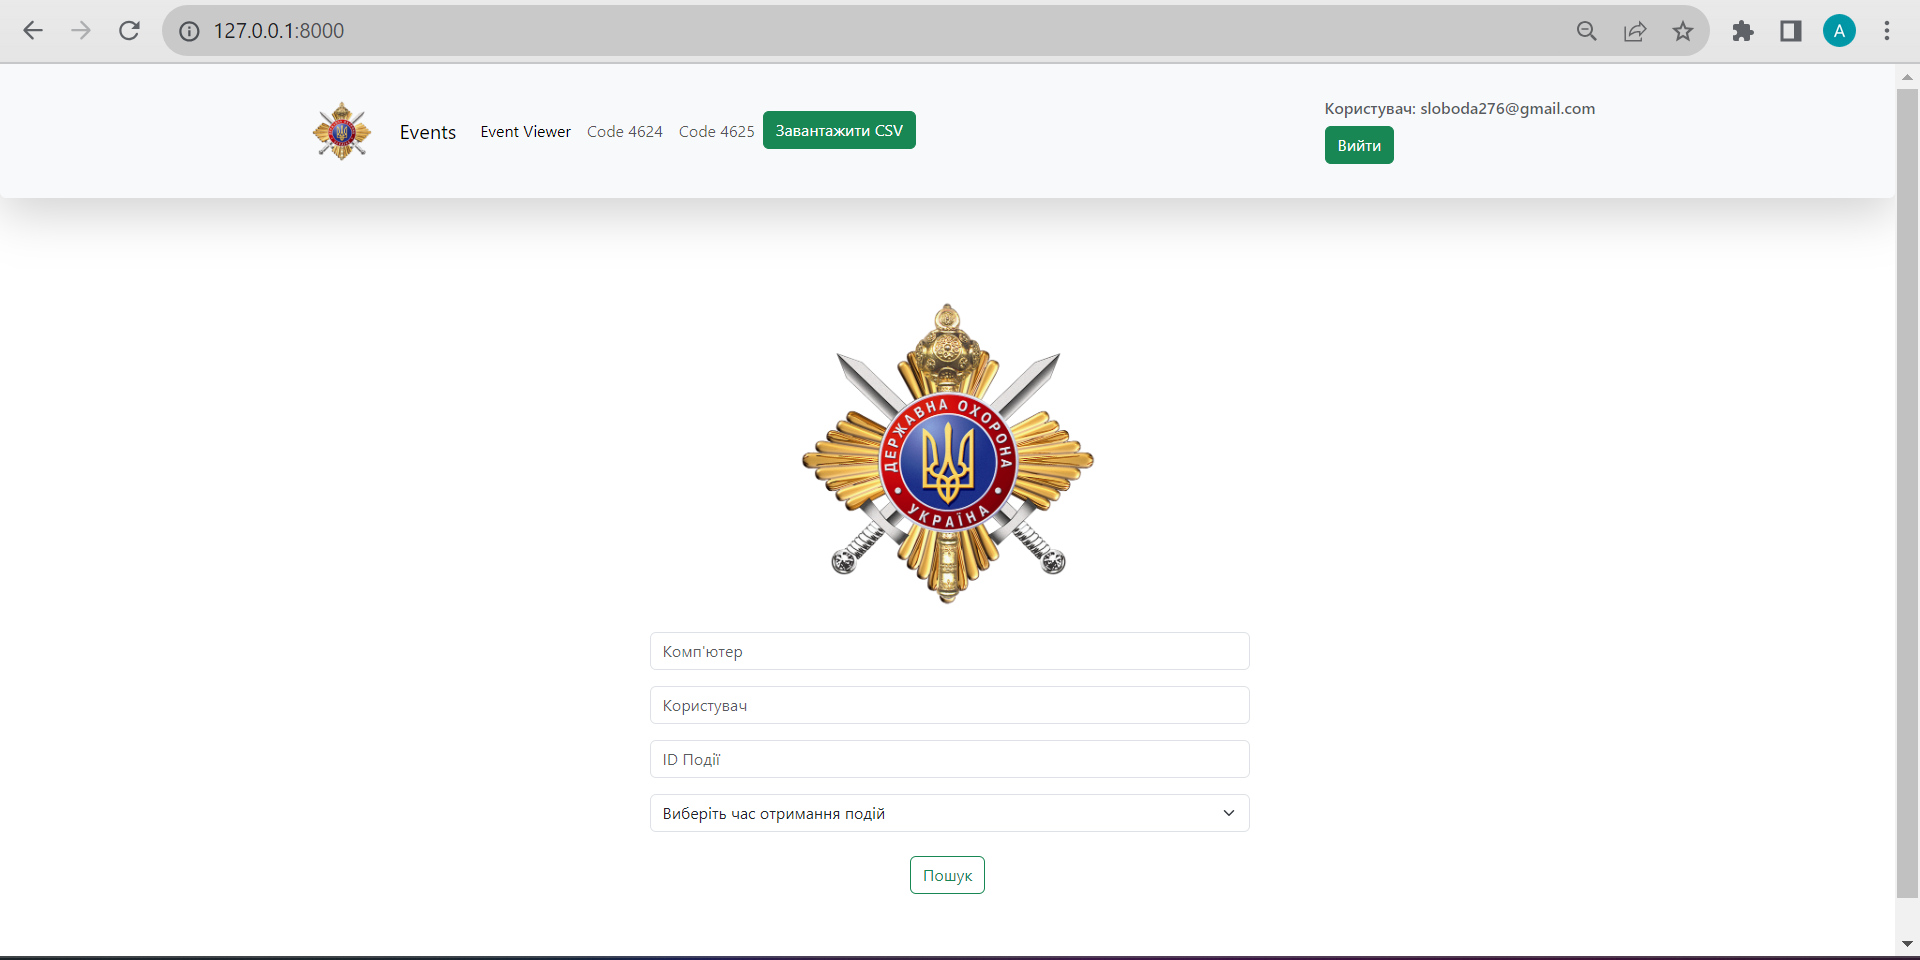 127.0.0.1:8000
A
Events
Event Viewer
Code 4624
Code 4625
Завантажити CSV
Користувач: sloboda276@gmail.com
Вийти
ДЕРЖАВНА ОХОРОНА
УКРАЇНА
Комп'ютер
Користувач
ID Події
Виберіть час отримання подій
Пошук